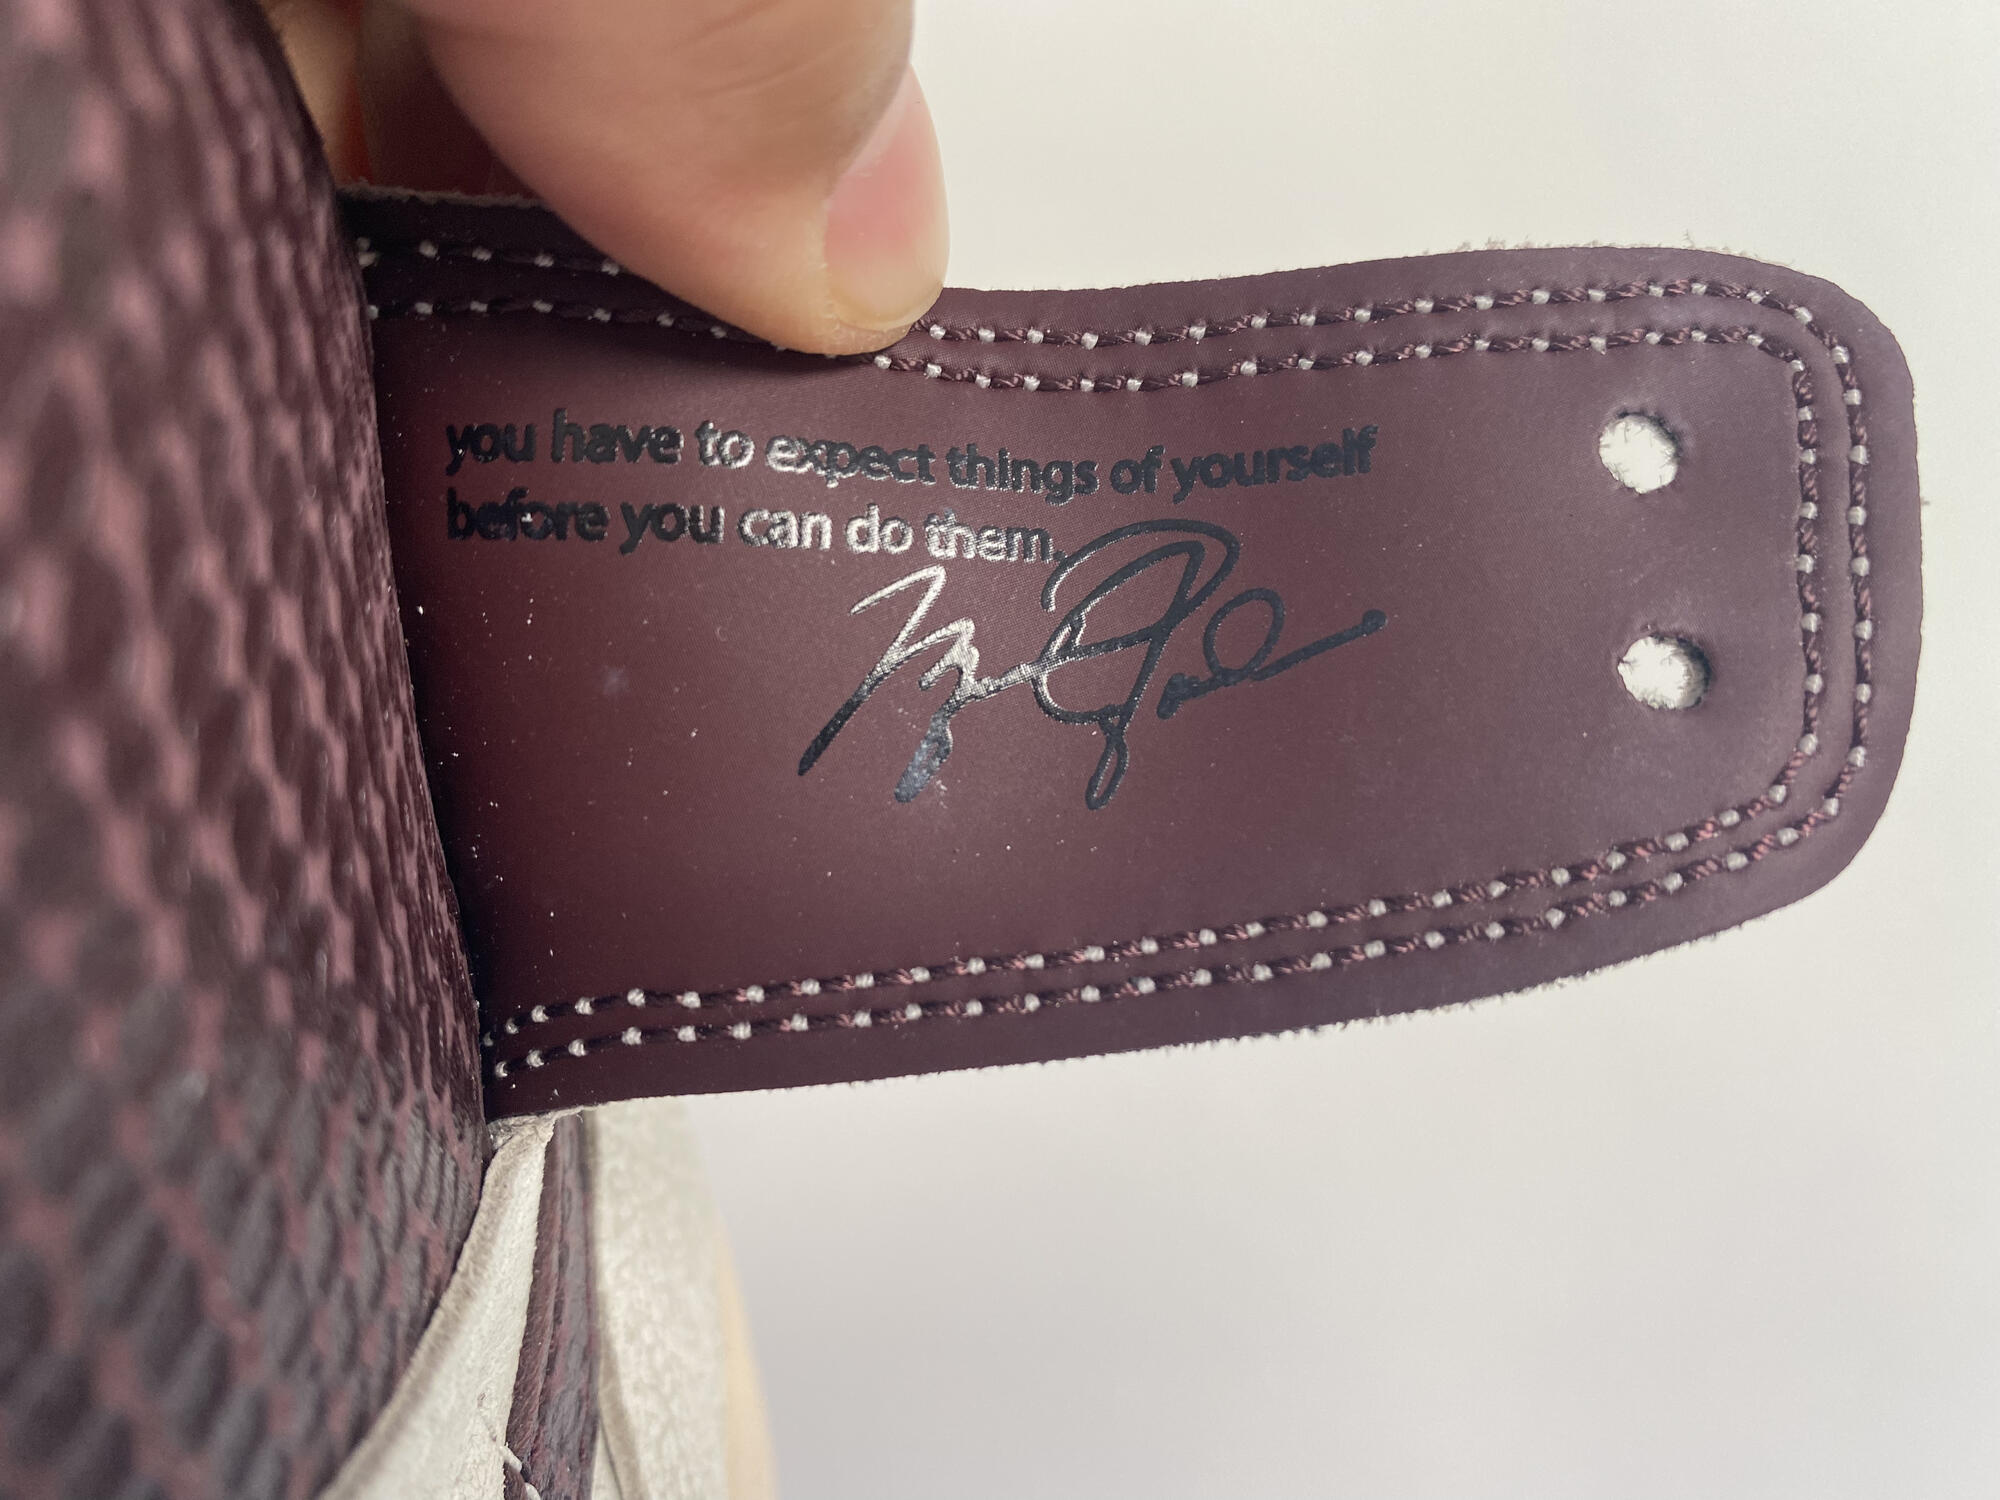 you have to expect things of yourself
before you can do them.